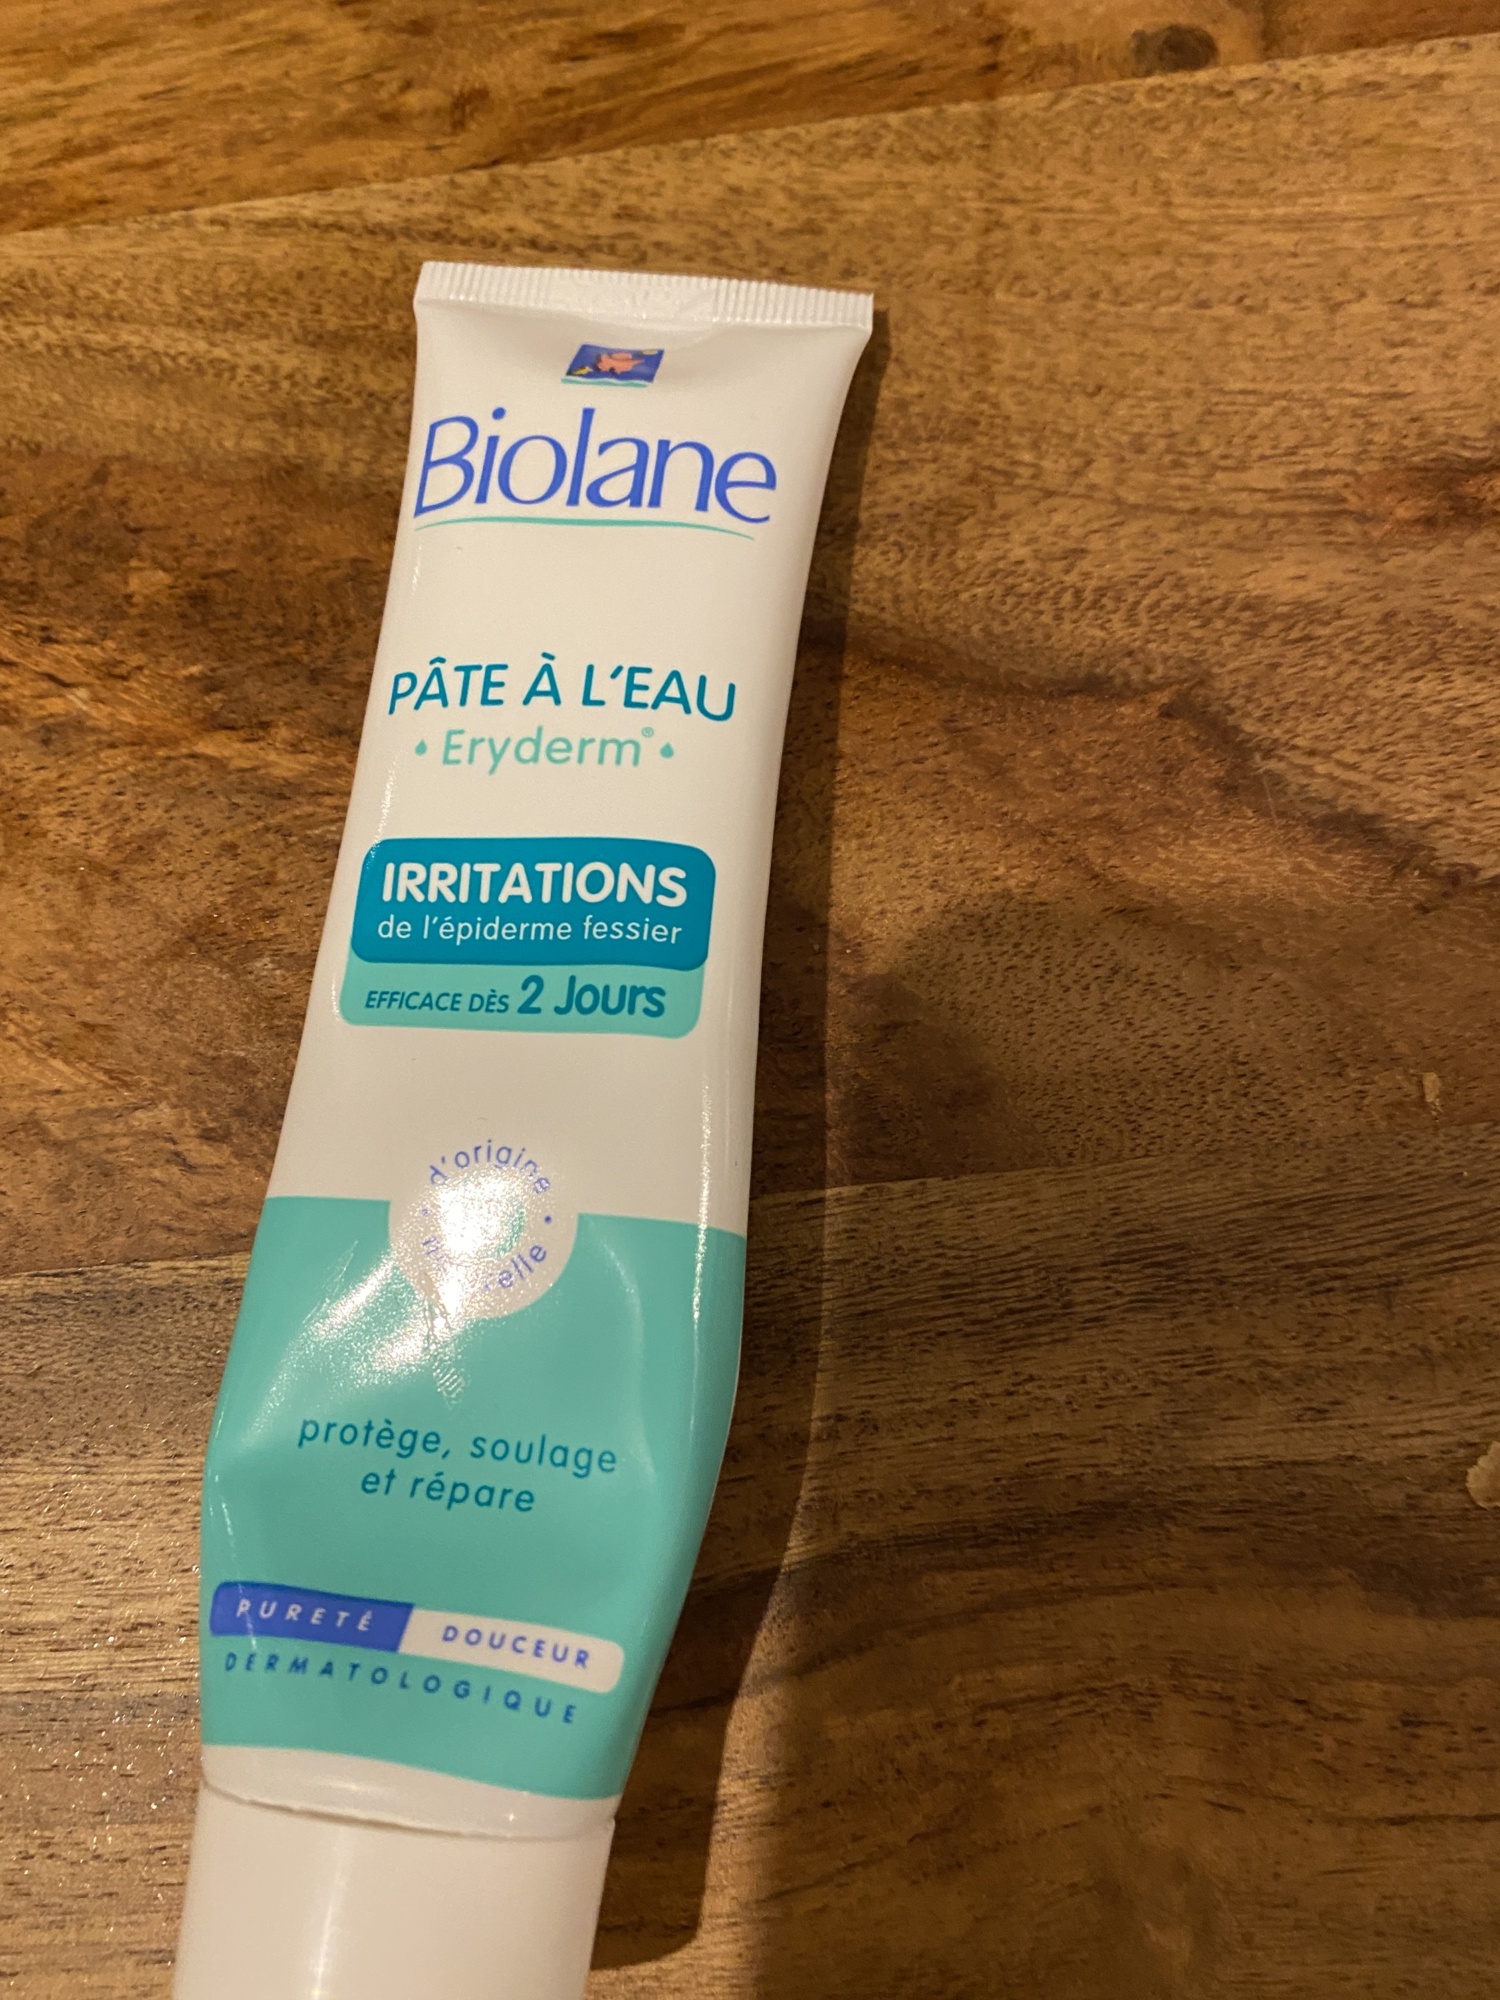 Biolane
PÂTE À L'EAU
• Eryderm® •
IRRITATIONS
de l'épiderme fessier
EFFICACE DÈS 2 Jours
d'origine
protège, soulage
et répare
PURETÉ DOUCEUR
DERMATOLOGIQUE